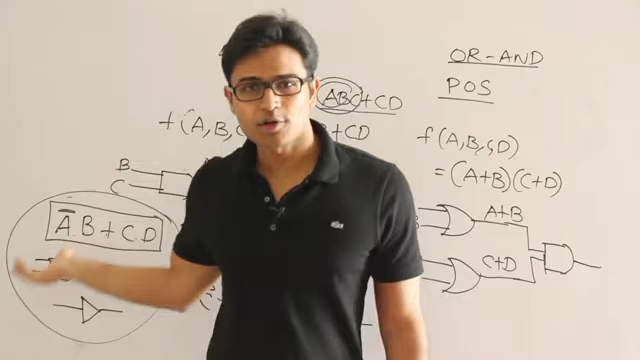 OR-AND
POS
ABC+CD
f(A,B,C
B+CD
f(A,B,C,D)
=(A+B)(C+D)
B
C
A̅.B+C.D
A+B
C+D
B